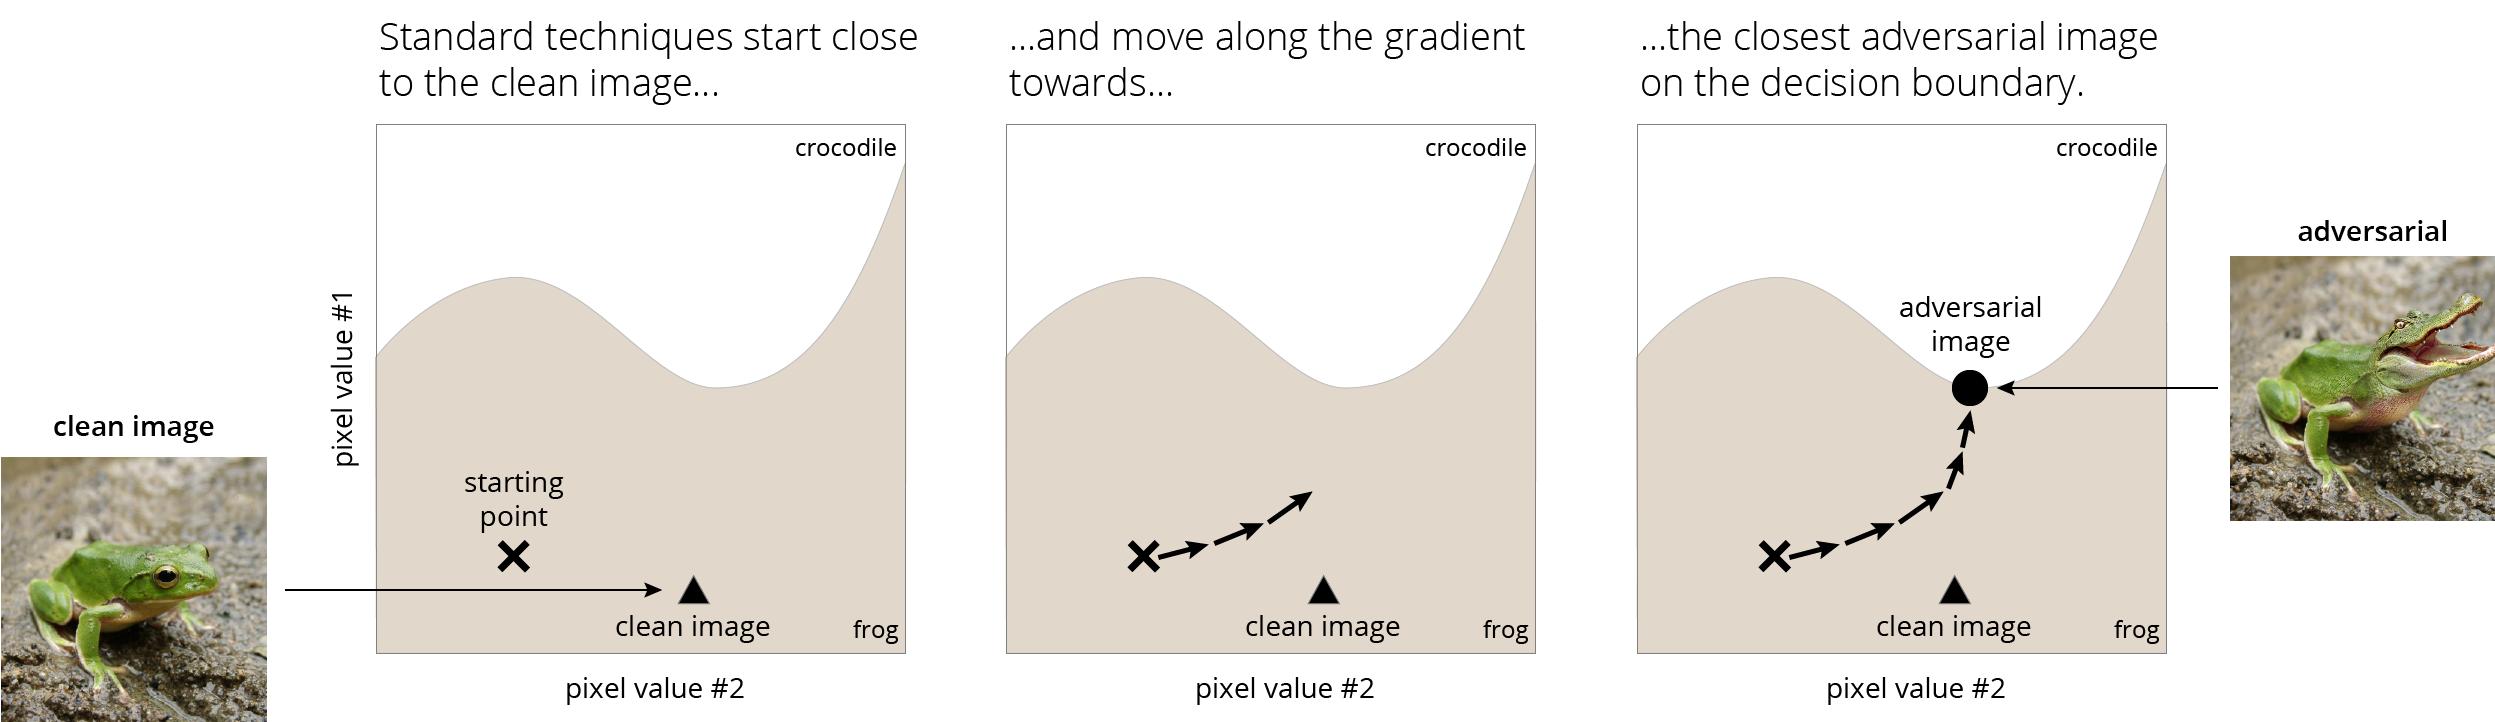 Standard techniques start close
to the clean image...
...and move along the gradient
towards...
...the closest adversarial image
on the decision boundary.
clean image
pixel value #1
crocodile
starting
point
clean image
frog
pixel value #2
crocodile
clean image
frog
pixel value #2
crocodile
adversarial
image
clean image
frog
pixel value #2
adversarial